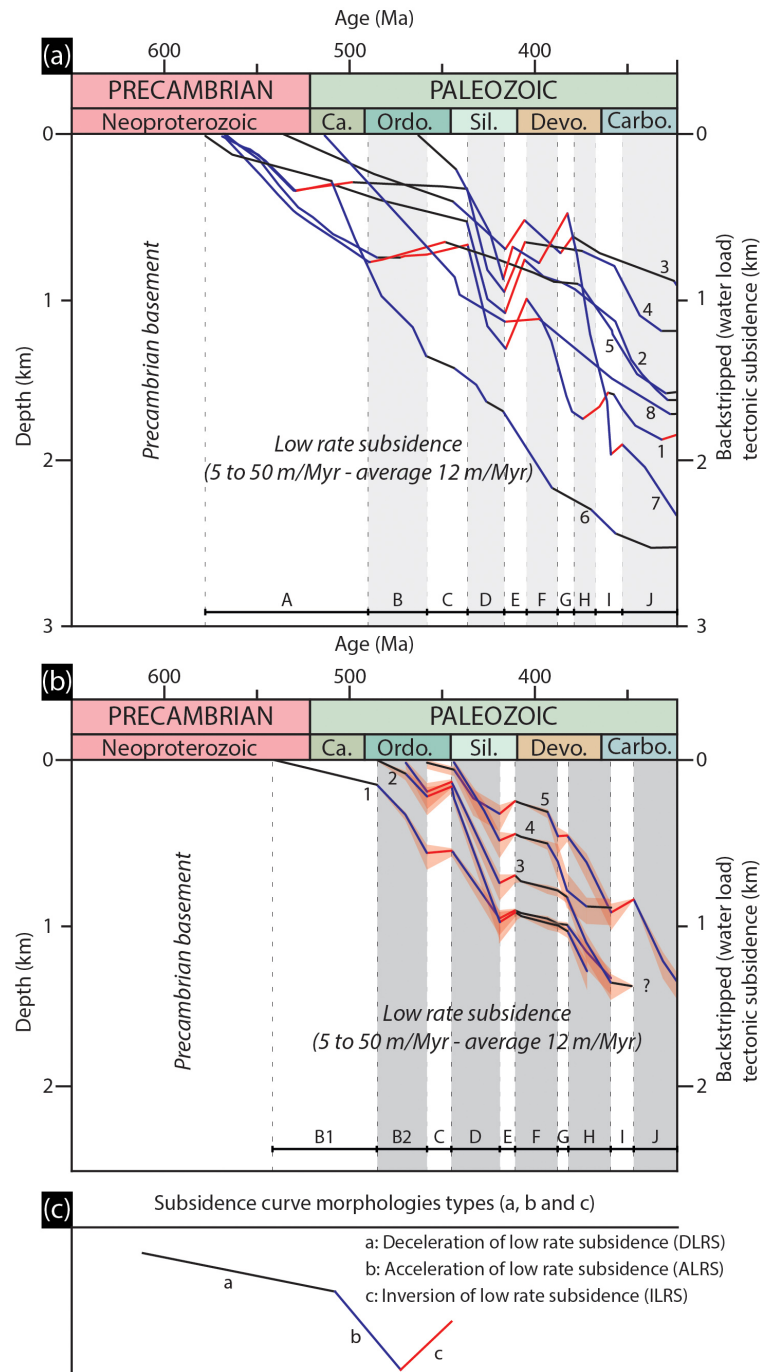 (a)
Age (Ma)
600 500 400
PRECAMBRIAN PALEOZOIC
Neoproterozoic Ca. Ordo. Sil. Devo. Carbo.
0 0
1 1
2 2
3 3
Depth (km)
Precambrian basement
Backstripped (water load)
tectonic subsidence (km)
3
4
5 2
8
1
7
6
Low rate subsidence
(5 to 50 m/Myr - average 12 m/Myr)
A B C D E F G H I J
(b)
Age (Ma)
600 500 400
PRECAMBRIAN PALEOZOIC
Neoproterozoic Ca. Ordo. Sil. Devo. Carbo.
0 0
1 1
2 2
Depth (km)
Precambrian basement
Backstripped (water load)
tectonic subsidence (km)
2
1
5
4
3
?
Low rate subsidence
(5 to 50 m/Myr - average 12 m/Myr)
B1 B2 C D E F G H I J
(c)
Subsidence curve morphologies types (a, b and c)
a: Deceleration of low rate subsidence (DLRS)
b: Acceleration of low rate subsidence (ALRS)
c: Inversion of low rate subsidence (ILRS)
a
b
c